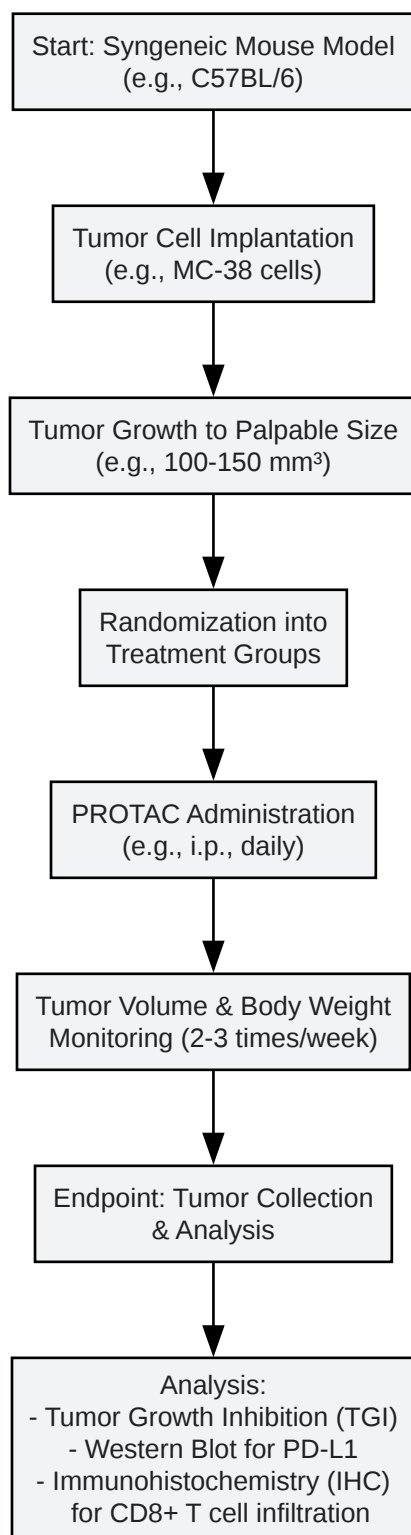 Start: Syngeneic Mouse Model
(e.g., C57BL/6)
Tumor Cell Implantation
(e.g., MC-38 cells)
Tumor Growth to Palpable Size
(e.g., 100-150 mm³)
Randomization into
Treatment Groups
PROTAC Administration
(e.g., i.p., daily)
Tumor Volume & Body Weight
Monitoring (2-3 times/week)
Endpoint: Tumor Collection
& Analysis
Analysis:
- Tumor Growth Inhibition (TGI)
- Western Blot for PD-L1
- Immunohistochemistry (IHC)
for CD8+ T cell infiltration